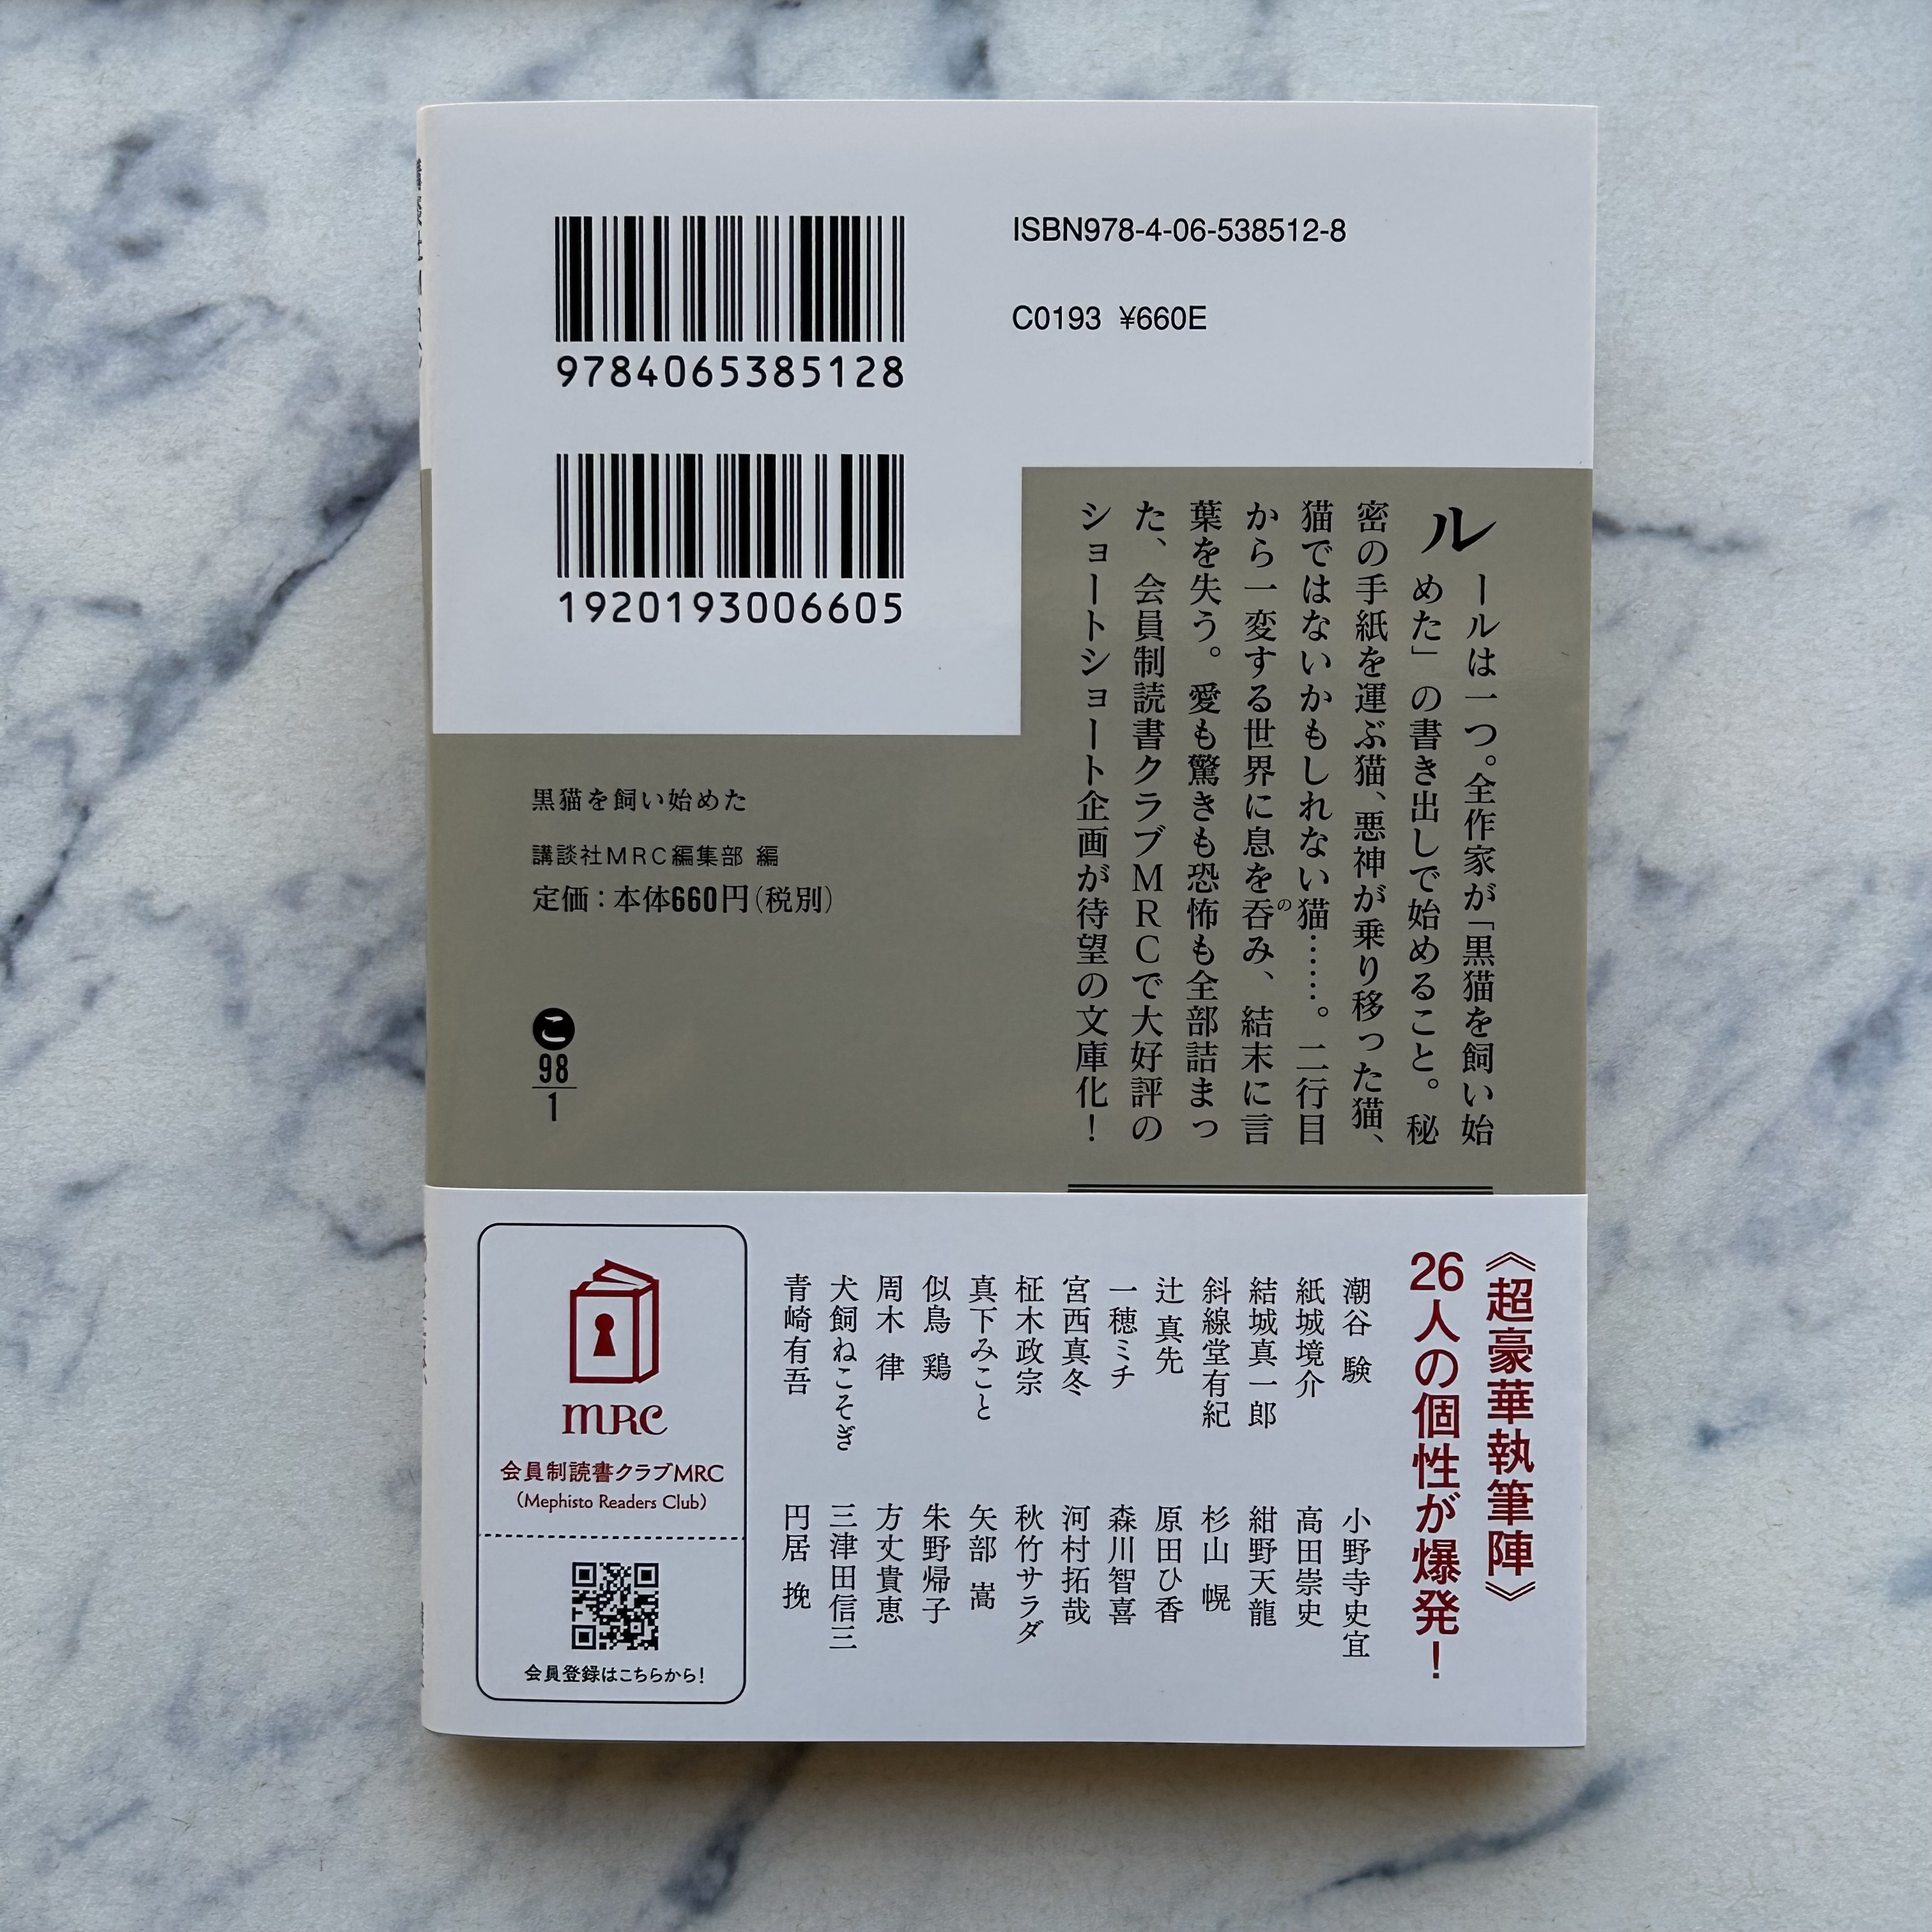 ISBN978-4-06-538512-8
C0193 ¥660E
9784065385128
1920193006605
ルールは一つ。全作家が「黒猫を飼い始
めた」の書き出しで始めること。秘
密の手紙を運ぶ猫、悪神が乗り移った猫、
猫ではないかもしれない猫……。二行目
から一変する世界に息を呑み、結末に言
の
葉を失う。愛も驚きも恐怖も全部詰まっ
た、会員制読書クラブMRCで大好評の
ショートショート企画が待望の文庫化！
黒猫を飼い始めた
講談社MRC編集部 編
定価：本体660円（税別）
こ
98
1
《超豪華執筆陣》
26人の個性が爆発！
潮谷 験
紙城境介
結城真一郎
斜線堂有紀
辻 真先
一穂ミチ
宮西真冬
柾木政宗
真下みこと
似鳥 鶏
周木 律
犬飼ねこそぎ
青崎有吾
小野寺史宜
高田崇史
紺野天龍
杉山 幌
原田ひ香
森川智喜
河村拓哉
秋竹サラダ
矢部 嵩
朱野帰子
方丈貴恵
三津田信三
円居 挽
MRC
会員制読書クラブMRC
（Mephisto Readers Club）
会員登録はこちらから！